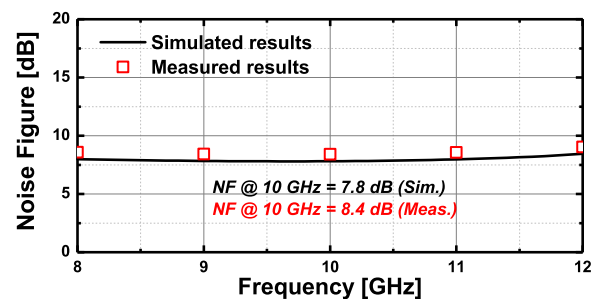 20
15
10
5
0
Noise Figure [dB]
Simulated results
Measured results
NF @ 10 GHz = 7.8 dB (Sim.)
NF @ 10 GHz = 8.4 dB (Meas.)
8 9 10 11 12
Frequency [GHz]